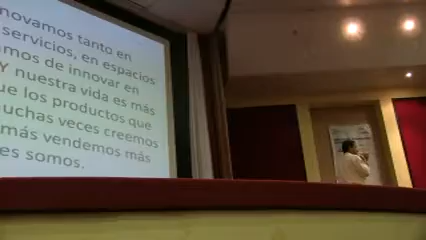 novamos tanto en
servicios, en espacios
amos de innovar en
Y nuestra vida es más
ue los productos que
uchas veces creemos
más vendemos más
es somos.